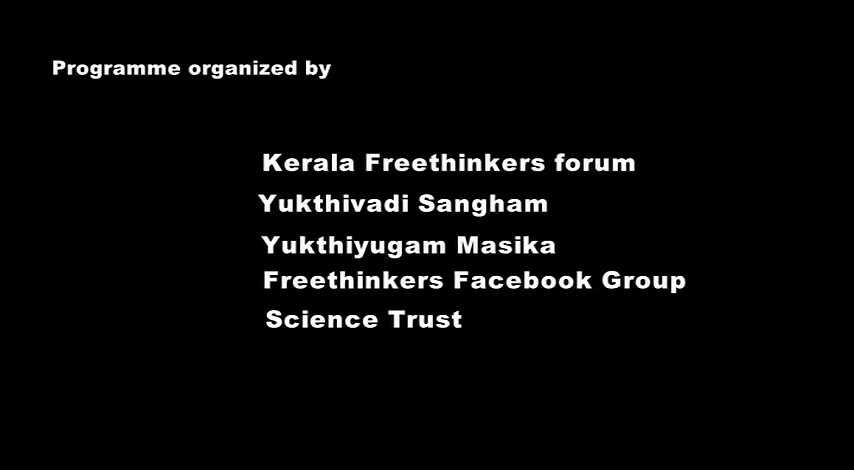 Programme organized by
Kerala Freethinkers forum
Yukthivadi Sangham
Yukthiyugam Masika
Freethinkers Facebook Group
Science Trust